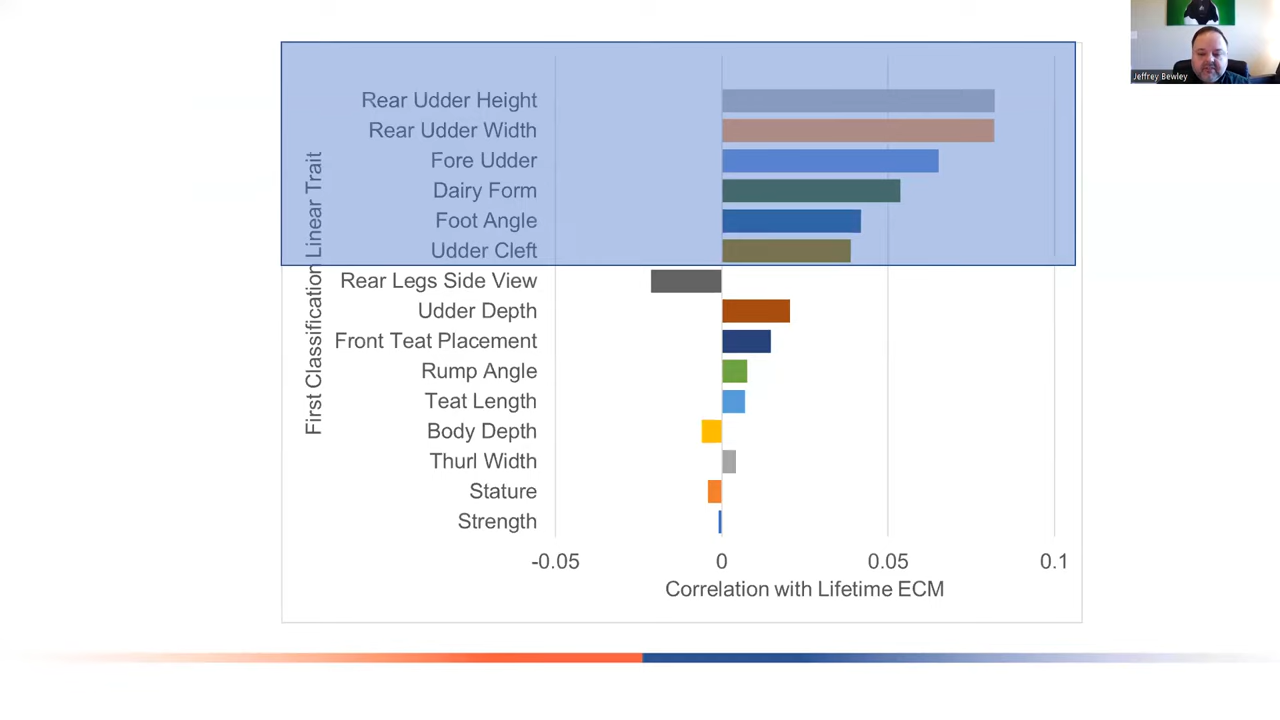 Jeffrey Bewley
First Classification Linear Trait
Rear Udder Height
Rear Udder Width
Fore Udder
Dairy Form
Foot Angle
Udder Cleft
Rear Legs Side View
Udder Depth
Front Teat Placement
Rump Angle
Teat Length
Body Depth
Thurl Width
Stature
Strength
-0.05 0 0.05 0.1
Correlation with Lifetime ECM